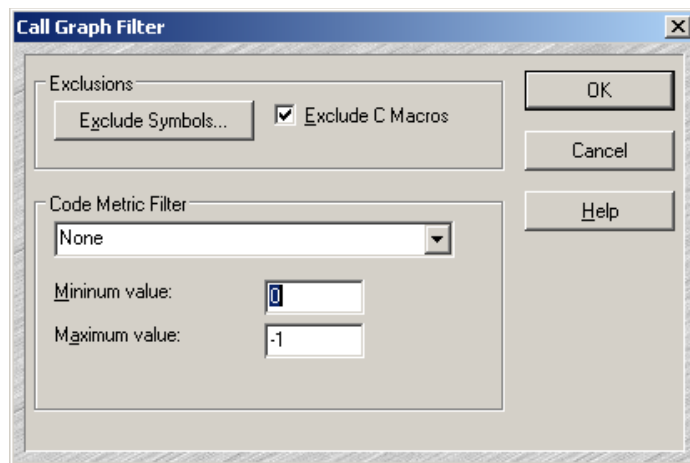 Call Graph Filter
Exclusions
Exclude Symbols...
Exclude C Macros
OK
Cancel
Help
Code Metric Filter
None
Mininum value:
0
Maximum value:
-1